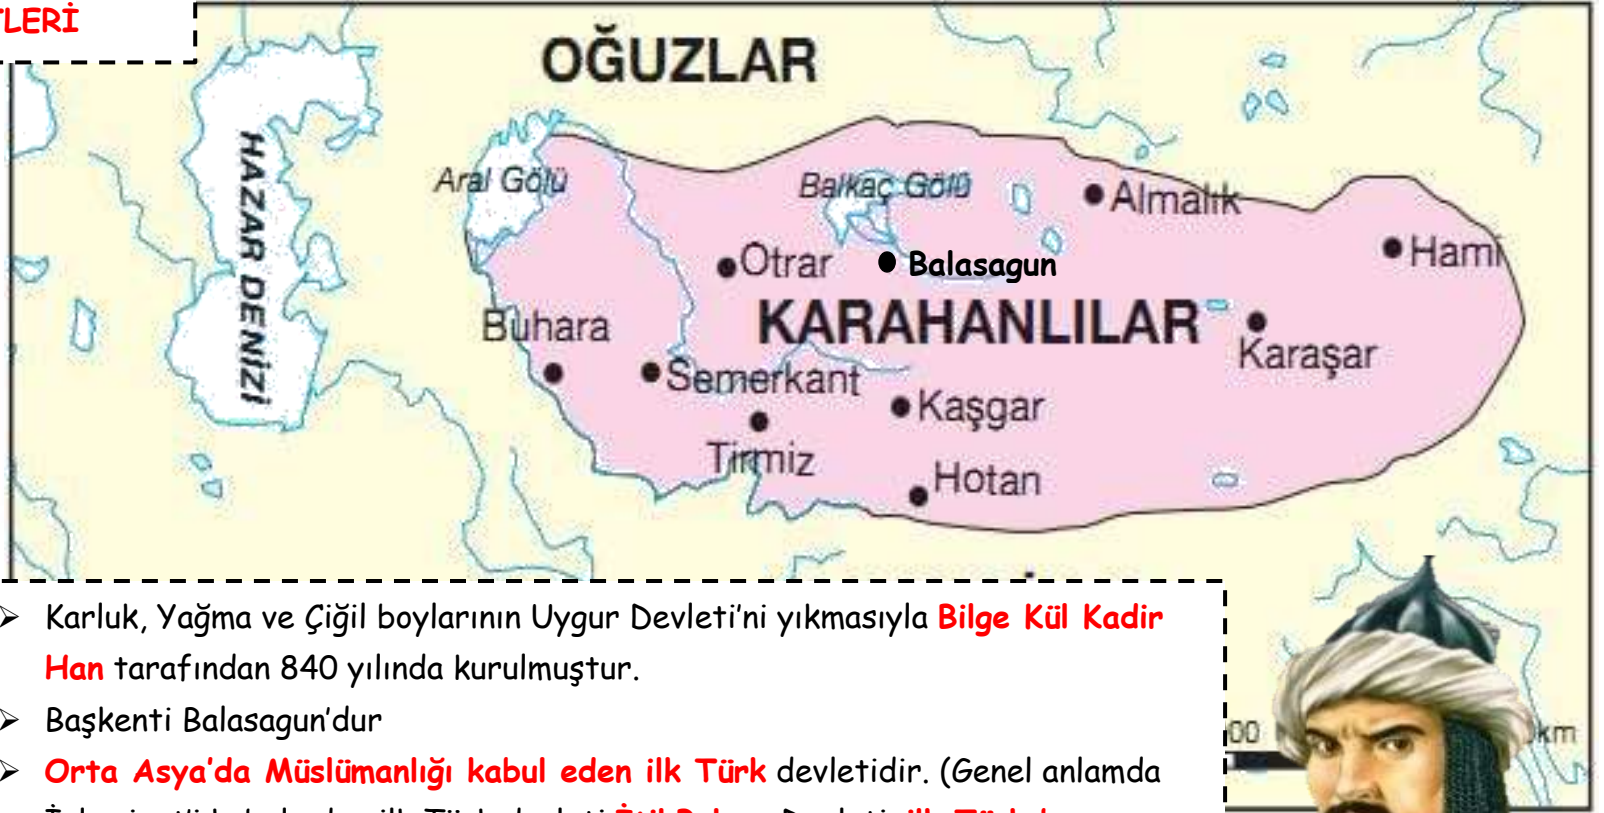 LERİ
OĞUZLAR
HAZAR DENİZİ
Aral Gölü
Balkaç Gölü
Almalık
Hami
Otrar
Balasagun
KARAHANLILAR
Buhara
Karaşar
Semerkant
Kaşgar
Tirmiz
Hotan
Karluk, Yağma ve Çiğil boylarının Uygur Devleti’ni yıkmasıyla Bilge Kül Kadir
Han tarafından 840 yılında kurulmuştur.
Başkenti Balasagun’dur
Orta Asya’da Müslümanlığı kabul eden ilk Türk devletidir. (Genel anlamda
00
km